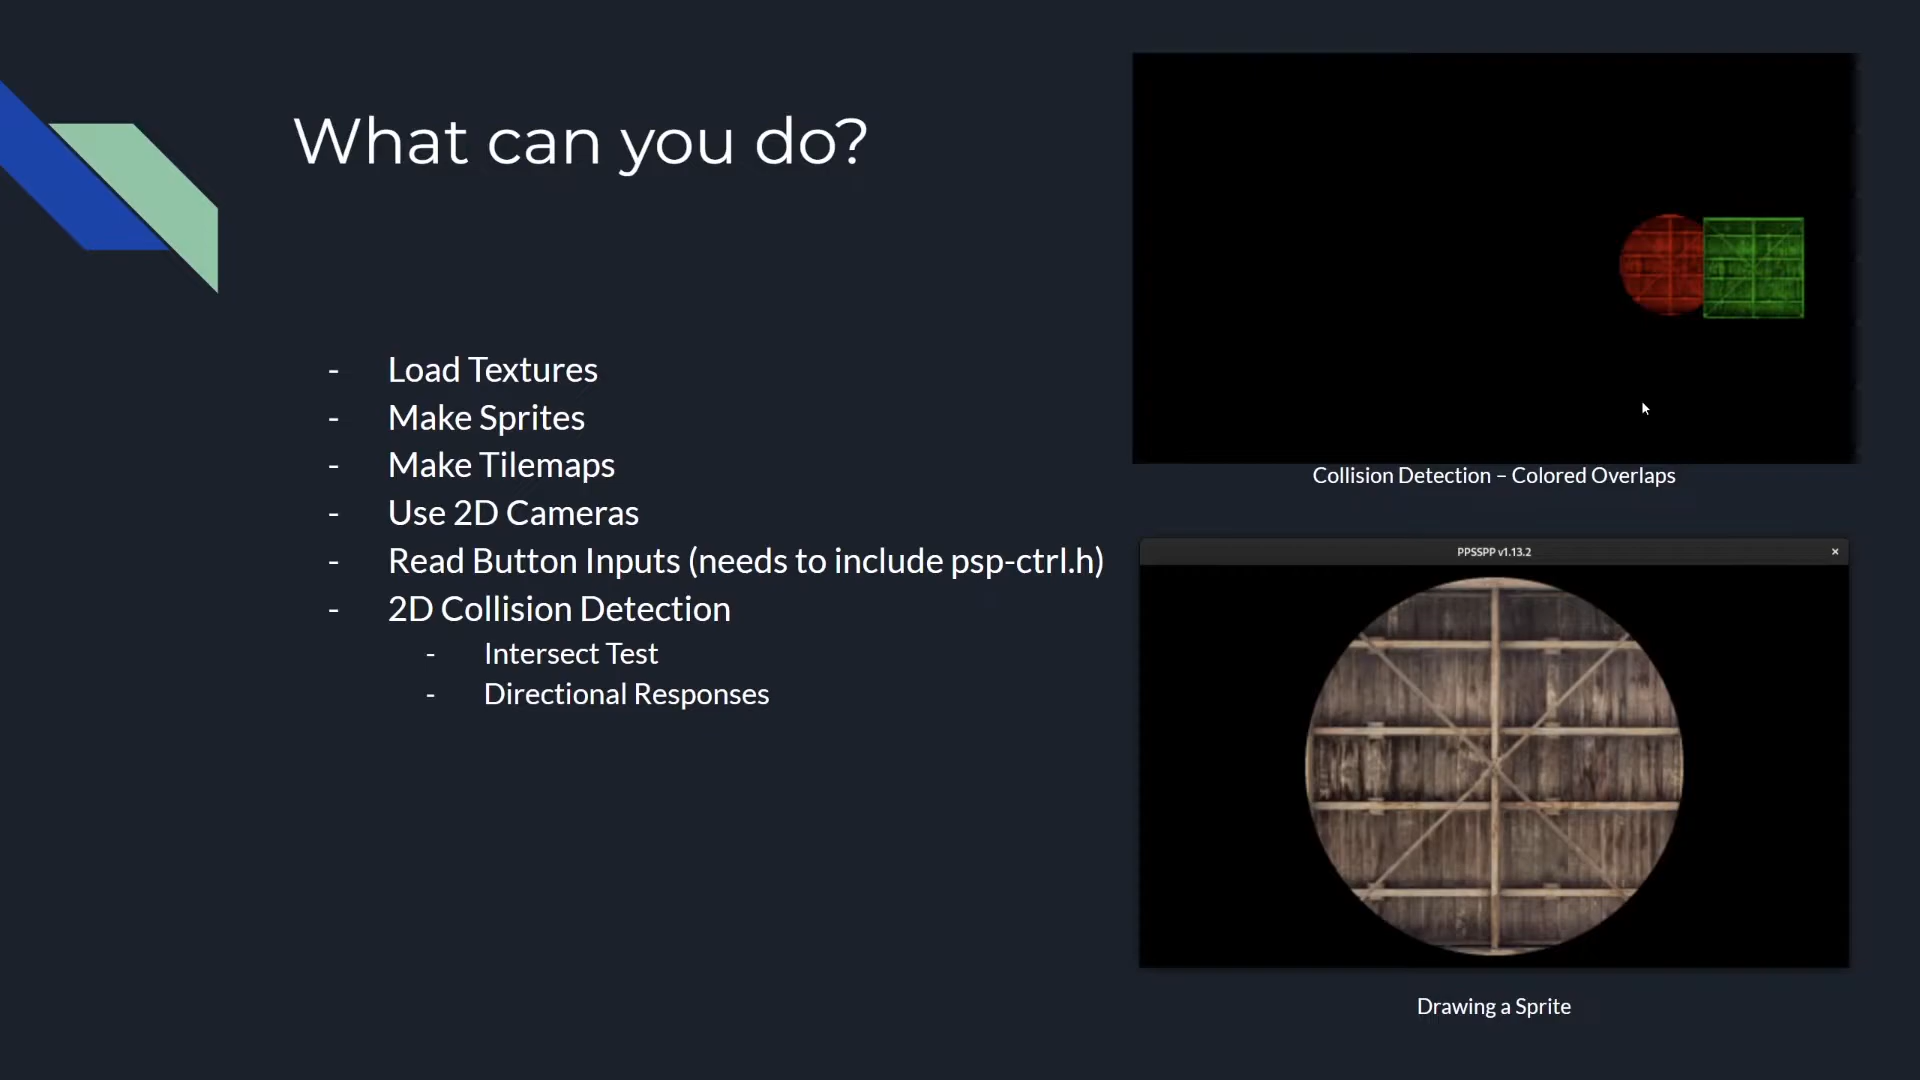 What can you do?
- Load Textures
- Make Sprites
- Make Tilemaps
- Use 2D Cameras
- Read Button Inputs (needs to include psp-ctrl.h)
- 2D Collision Detection
- Intersect Test
- Directional Responses
Collision Detection – Colored Overlaps
PPSSPP v1.13.2
Drawing a Sprite